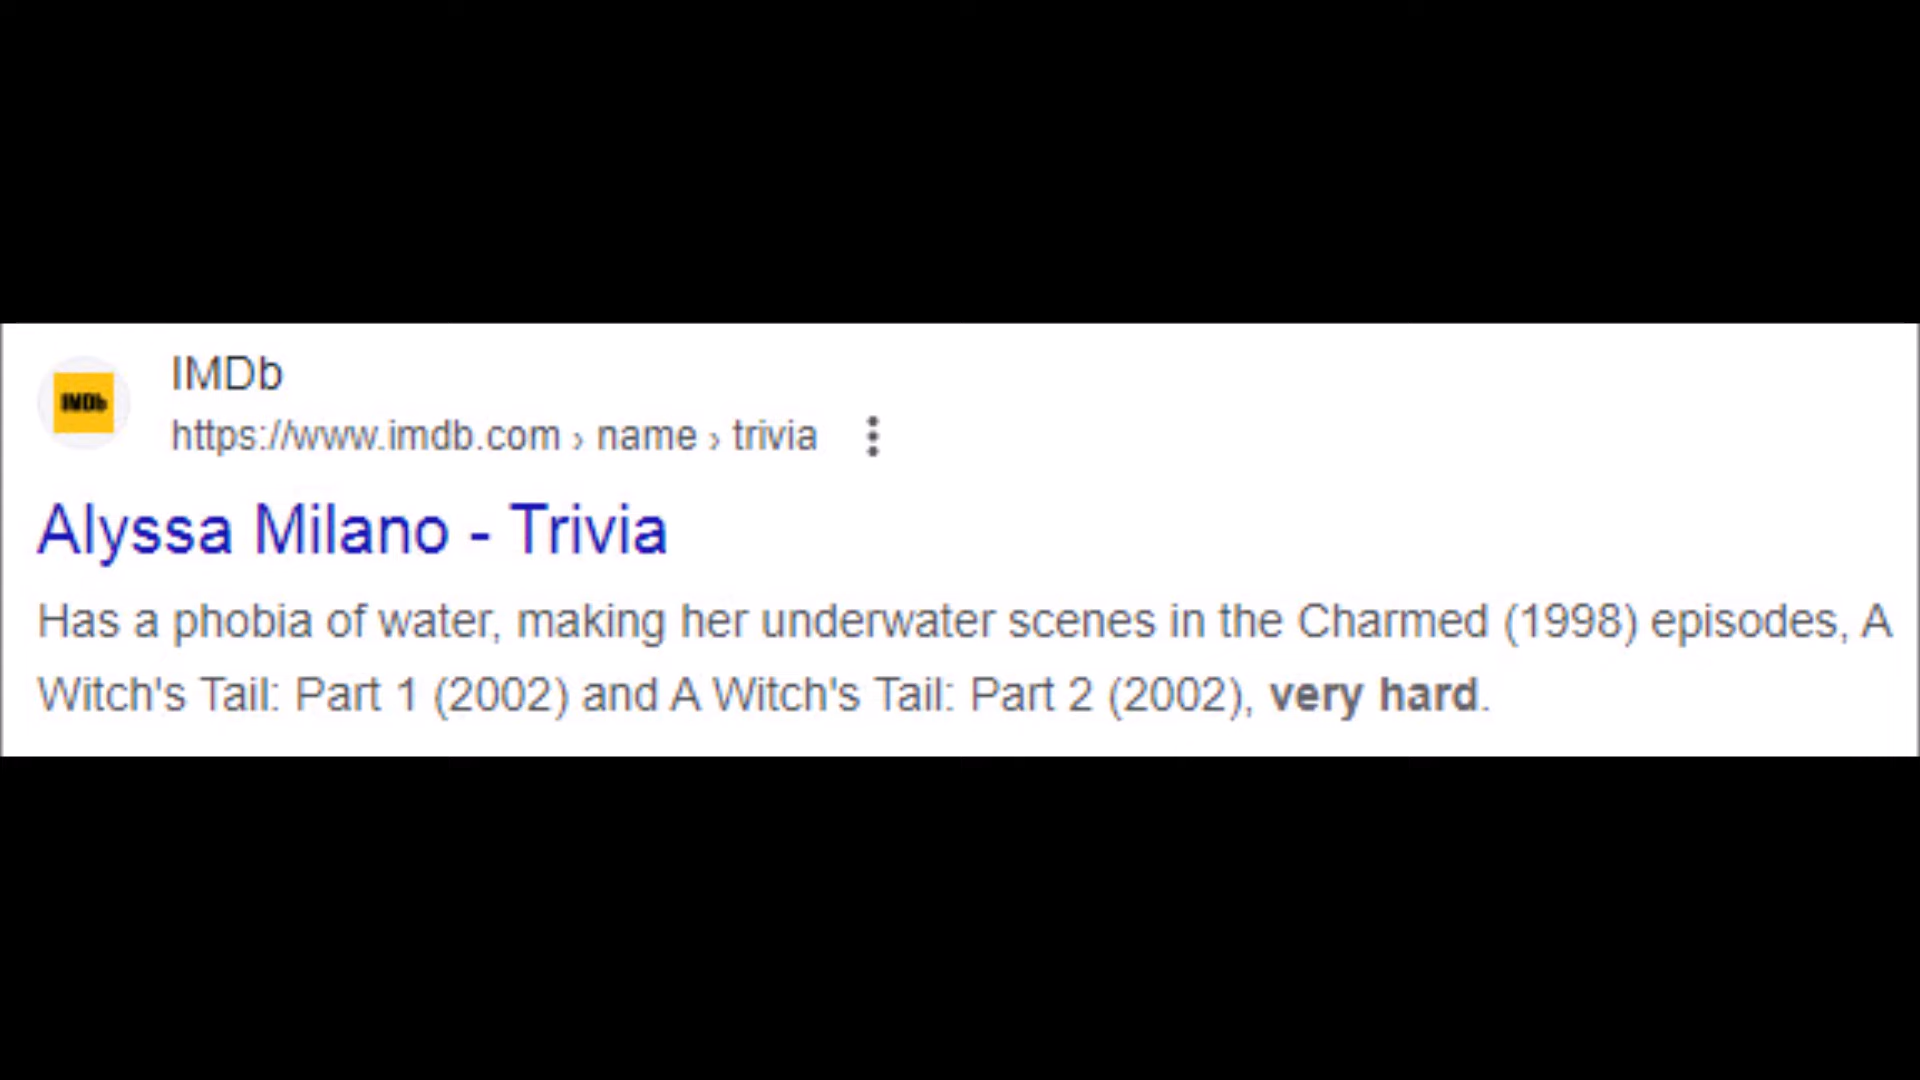 IMDb
IMDb
https://www.imdb.com › name › trivia
Alyssa Milano - Trivia
Has a phobia of water, making her underwater scenes in the Charmed (1998) episodes, A
Witch's Tail: Part 1 (2002) and A Witch's Tail: Part 2 (2002), very hard.